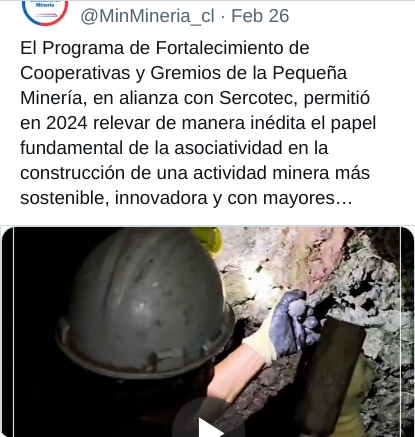 Minería
@MinMineria_cl · Feb 26
El Programa de Fortalecimiento de
Cooperativas y Gremios de la Pequeña
Minería, en alianza con Sercotec, permitió
en 2024 relevar de manera inédita el papel
fundamental de la asociatividad en la
construcción de una actividad minera más
sostenible, innovadora y con mayores…